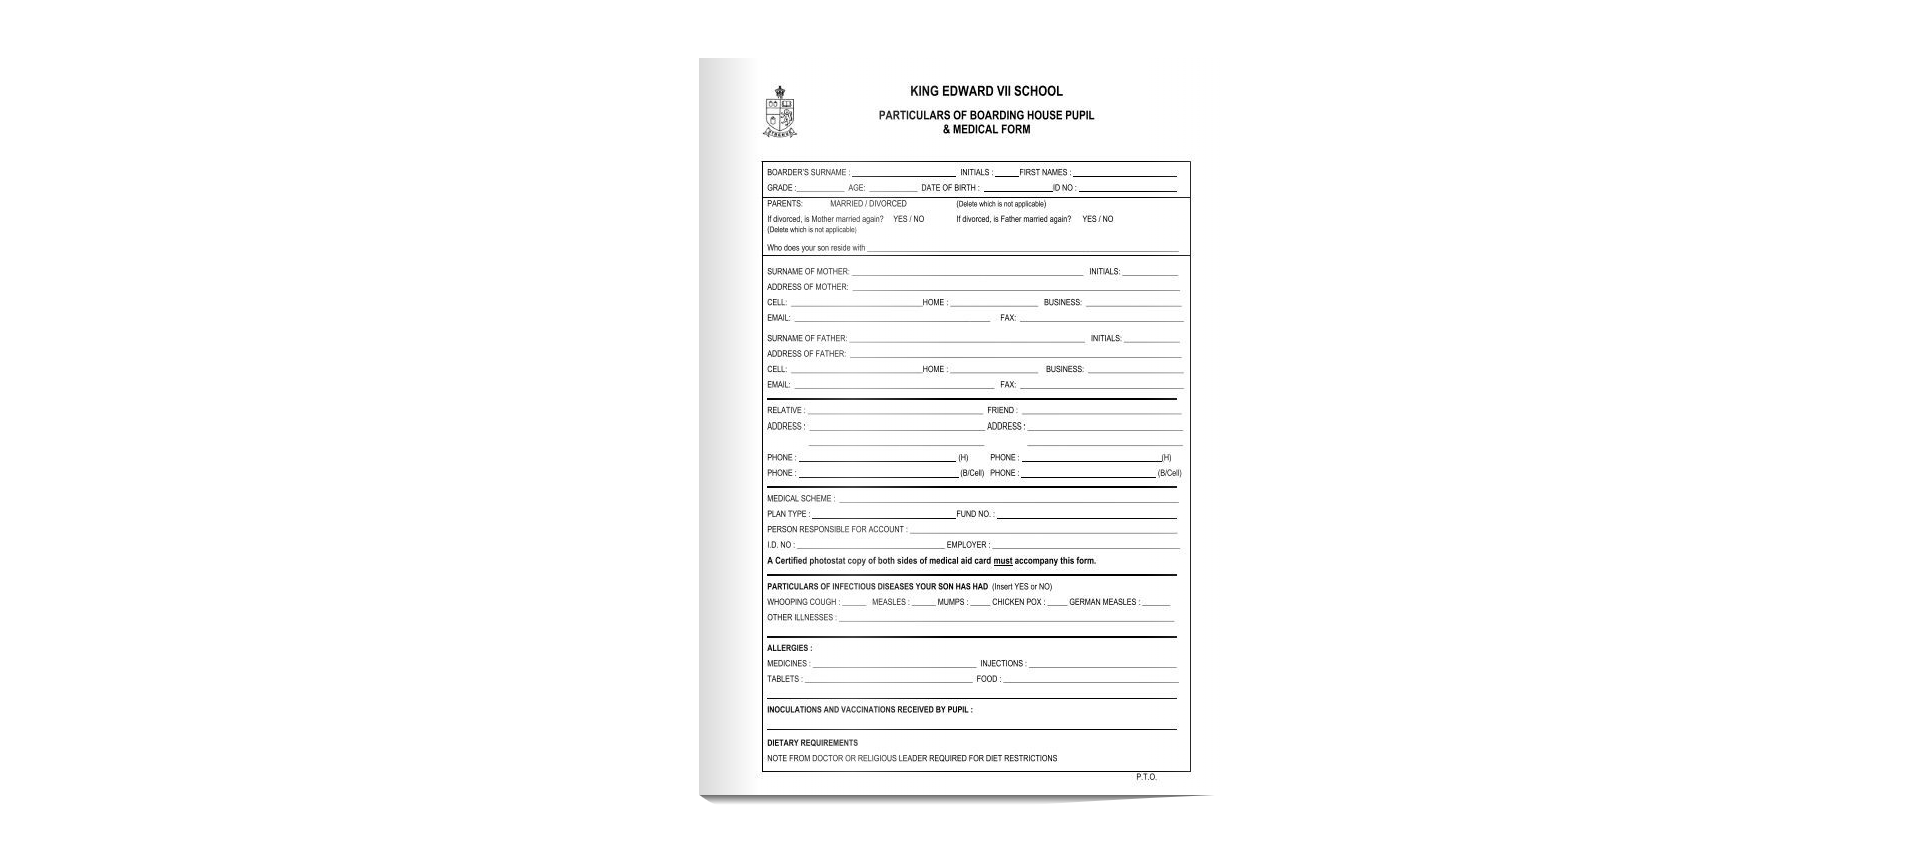 KING EDWARD VII SCHOOL
PARTICULARS OF BOARDING HOUSE PUPIL
& MEDICAL FORM
BOARDER'S SURNAME : INITIALS : FIRST NAMES :
GRADE : AGE: DATE OF BIRTH : ID NO :
PARENTS: MARRIED / DIVORCED (Delete which is not applicable)
If divorced, is Mother married again? YES / NO If divorced, is Father married again? YES / NO
(Delete which is not applicable)
Who does your son reside with
SURNAME OF MOTHER: INITIALS:
ADDRESS OF MOTHER:
CELL: HOME : BUSINESS:
EMAIL: FAX:
SURNAME OF FATHER: INITIALS:
ADDRESS OF FATHER:
CELL: HOME : BUSINESS:
EMAIL: FAX:
RELATIVE : FRIEND :
ADDRESS : ADDRESS :
PHONE : (H) PHONE : (H)
PHONE : (B/Cell) PHONE : (B/Cell)
MEDICAL SCHEME :
PLAN TYPE : FUND NO. :
PERSON RESPONSIBLE FOR ACCOUNT :
I.D. NO : EMPLOYER :
A Certified photostat copy of both sides of medical aid card must accompany this form.
PARTICULARS OF INFECTIOUS DISEASES YOUR SON HAS HAD (Insert YES or NO)
WHOOPING COUGH : MEASLES : MUMPS : CHICKEN POX : GERMAN MEASLES :
OTHER ILLNESSES :
ALLERGIES :
MEDICINES : INJECTIONS :
TABLETS : FOOD :
INOCULATIONS AND VACCINATIONS RECEIVED BY PUPIL :
DIETARY REQUIREMENTS
NOTE FROM DOCTOR OR RELIGIOUS LEADER REQUIRED FOR DIET RESTRICTIONS
P.T.O.